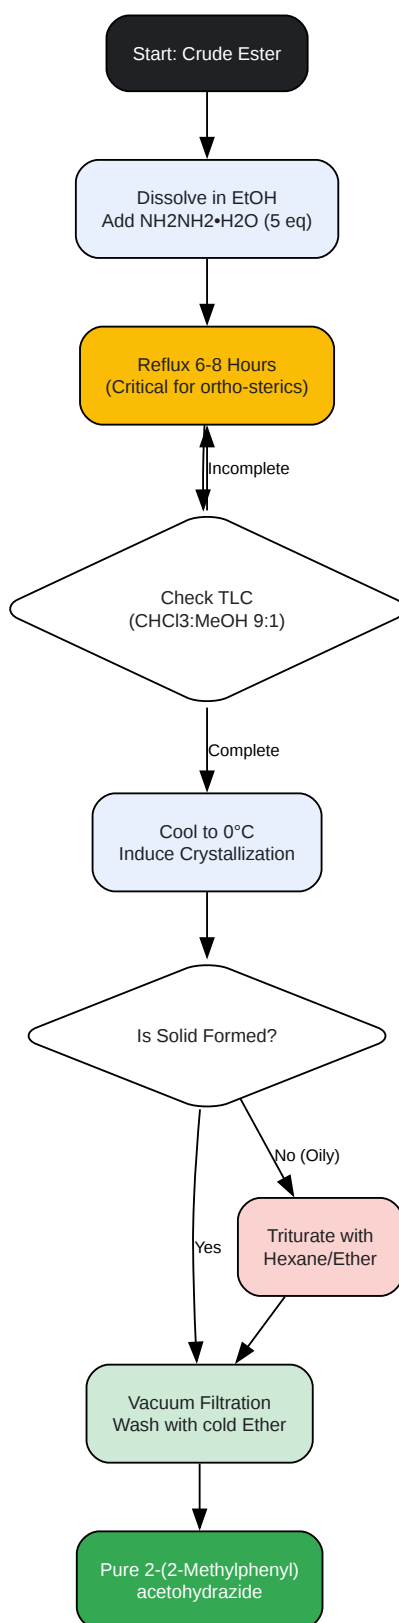 Start: Crude Ester
Dissolve in EtOH
Add NH2NH2•H2O (5 eq)
Reflux 6-8 Hours
(Critical for ortho-sterics)
Incomplete
Check TLC
(CHCl3:MeOH 9:1)
Complete
Cool to 0°C
Induce Crystallization
Is Solid Formed?
No (Oily)
Triturate with
Hexane/Ether
Yes
Vacuum Filtration
Wash with cold Ether
Pure 2-(2-Methylphenyl)
acetohydrazide